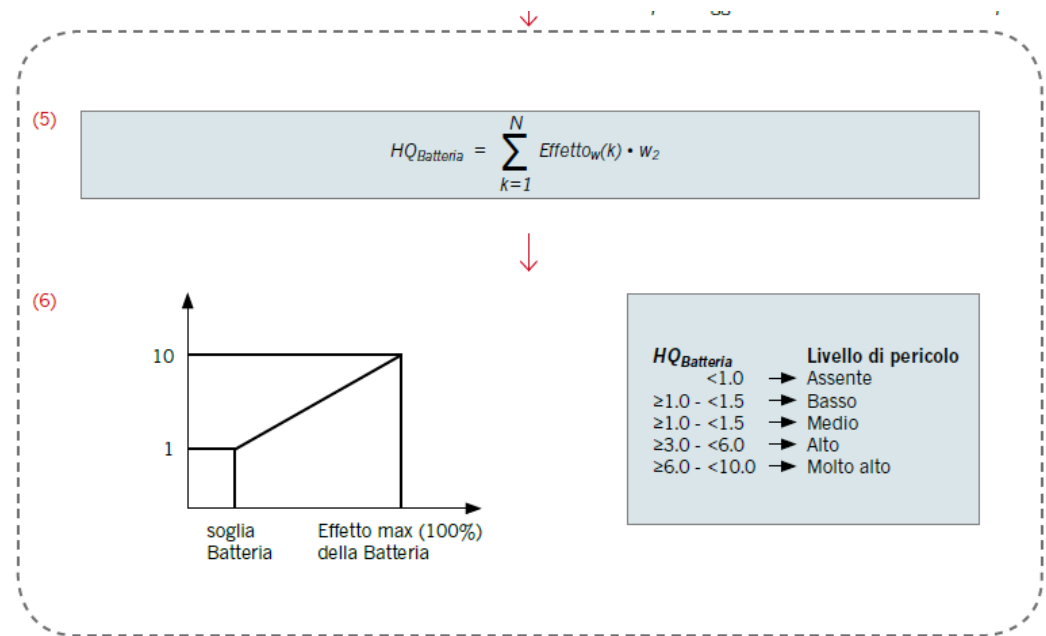 (5)
HQBatteria = N ∑ k=1 Effettow(k) • w2
(6)
10
1
soglia Batteria
Effetto max (100%) della Batteria
HQBatteria Livello di pericolo
<1.0 → Assente
≥1.0 - <1.5 → Basso
≥1.0 - <1.5 → Medio
≥3.0 - <6.0 → Alto
≥6.0 - <10.0 → Molto alto